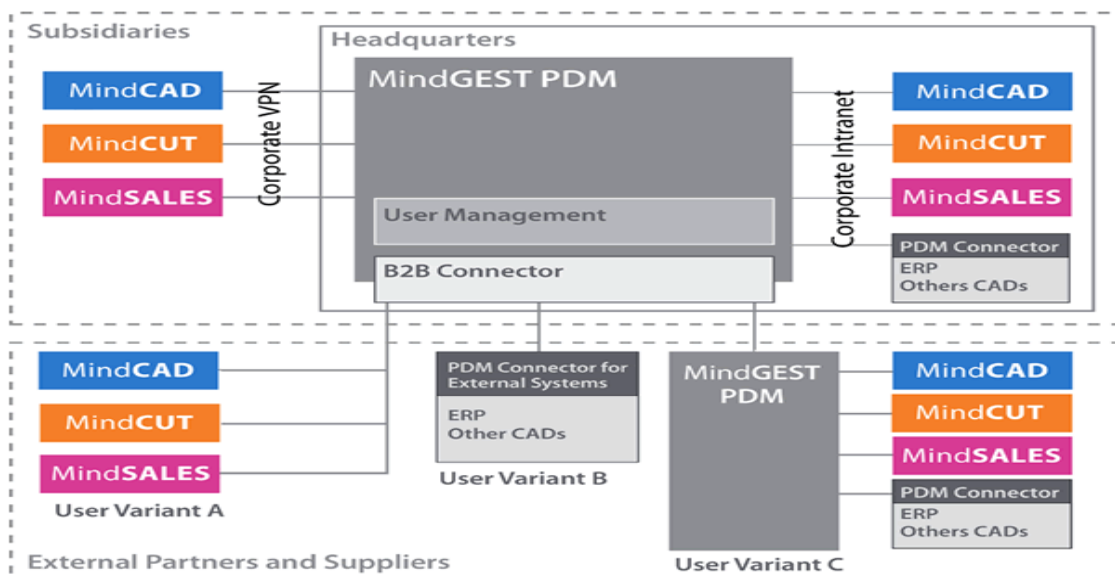 Subsidiaries
MindCAD
MindCUT
MindSALES
Corporate VPN
Headquarters
MindGEST PDM
User Management
B2B Connector
Corporate Intranet
MindCAD
MindCUT
MindSALES
PDM Connector
ERP
Others CADs
MindCAD
MindCUT
MindSALES
User Variant A
PDM Connector for
External Systems
ERP
Other CADs
User Variant B
MindGEST
PDM
User Variant C
MindCAD
MindCUT
MindSALES
PDM Connector
ERP
Others CADs
External Partners and Suppliers